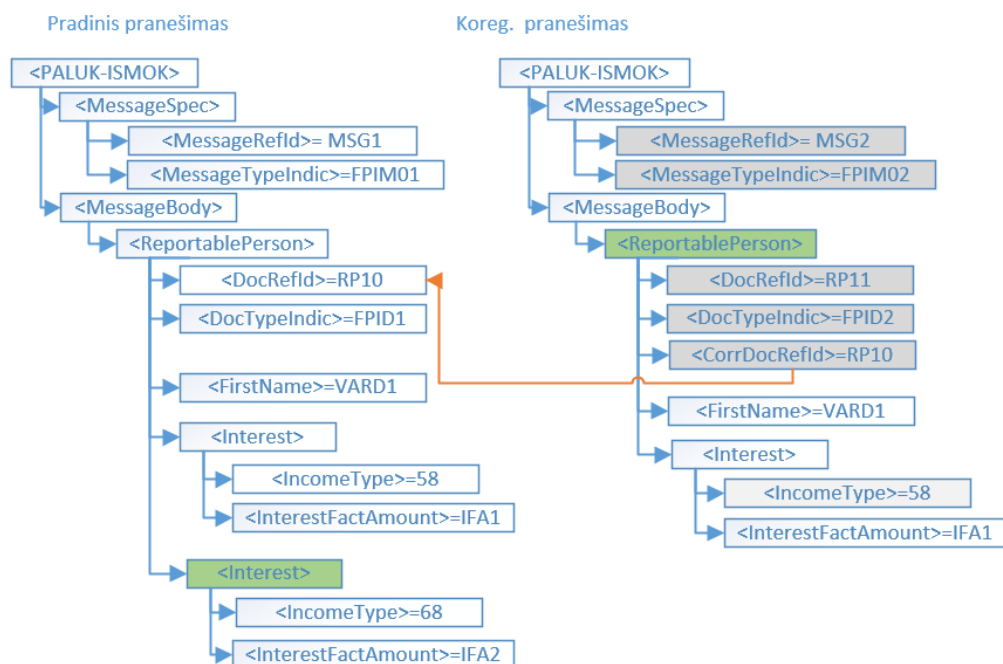 Pradinis pranešimas
<PALUK-ISMOK>
<MessageSpec>
<MessageRefId>= MSG1
<MessageTypeIndic>=FPIM01
<MessageBody>
<ReportablePerson>
<DocRefId>=RP10
<DocTypeIndic>=FPID1
<FirstName>=VARD1
<Interest>
<IncomeType>=58
<InterestFactAmount>=IFA1
<Interest>
<IncomeType>=68
<InterestFactAmount>=IFA2
Koreg. pranešimas
<PALUK-ISMOK>
<MessageSpec>
<MessageRefId>= MSG2
<MessageTypeIndic>=FPIM02
<MessageBody>
<ReportablePerson>
<DocRefId>=RP11
<DocTypeIndic>=FPID2
<CorrDocRefId>=RP10
<FirstName>=VARD1
<Interest>
<IncomeType>=58
<InterestFactAmount>=IFA1